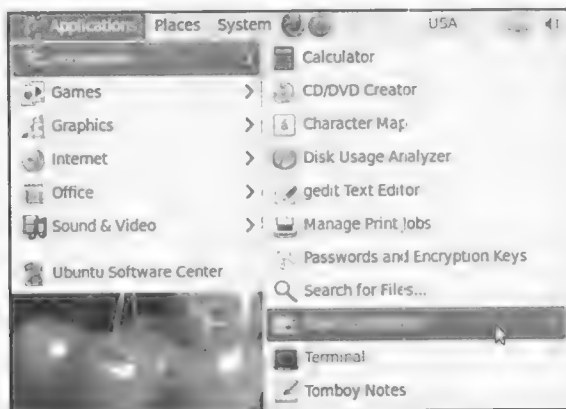 Applications Places System USA
Calculator
Games
CD/DVD Creator
Graphics
Character Map
Internet
Disk Usage Analyzer
Office
gedit Text Editor
Sound & Video
Manage Print Jobs
Passwords and Encryption Keys
Ubuntu Software Center
Search for Files...
Terminal
Tomboy Notes